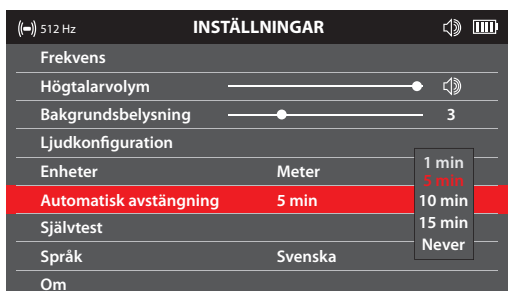 512 Hz INSTÄLLNINGAR
Frekvens
Högtalarvolym
Bakgrundsbelysning 3
Ljudkonfiguration
Enheter Meter
Automatisk avstängning 5 min
Självtest
Språk Svenska
Om
1 min
5 min
10 min
15 min
Never